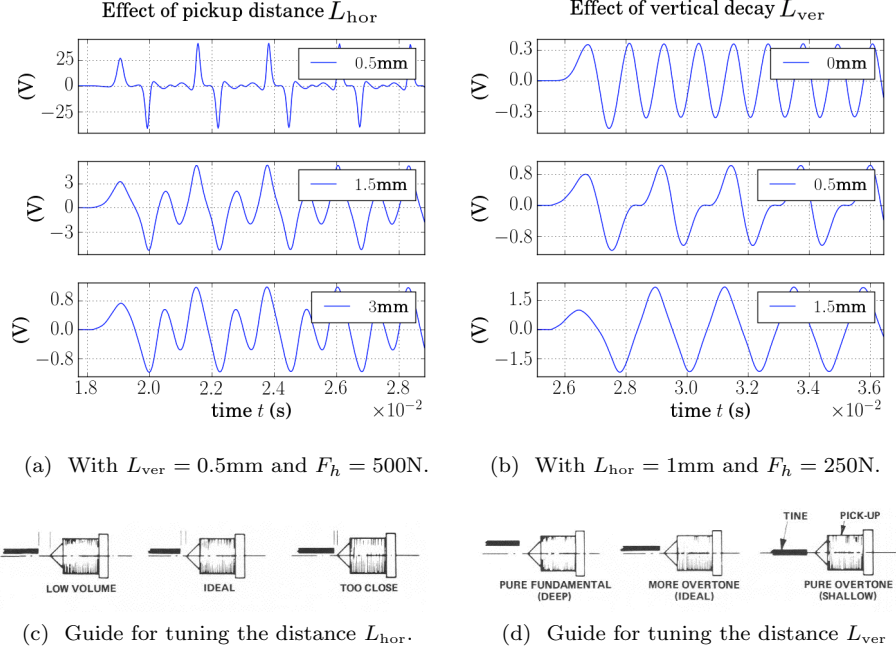 Effect of pickup distance L_hor
25
0
−25
(V)
0.5mm
3
0
−3
(V)
1.5mm
0.8
0.0
−0.8
(V)
3mm
1.8 2.0 2.2 2.4 2.6 2.8
time t (s)
×10⁻²
Effect of vertical decay L_ver
0.3
0.0
−0.3
(V)
0mm
0.8
0.0
−0.8
(V)
0.5mm
1.5
0.0
−1.5
(V)
1.5mm
2.6 2.8 3.0 3.2 3.4 3.6
time t (s)
×10⁻²
(a) With L_ver = 0.5mm and F_h = 500N.
(b) With L_hor = 1mm and F_h = 250N.
LOW VOLUME
IDEAL
TOO CLOSE
TINE
PICK-UP
PURE FUNDAMENTAL
(DEEP)
MORE OVERTONE
(IDEAL)
PURE OVERTONE
(SHALLOW)
(c) Guide for tuning the distance L_hor.
(d) Guide for tuning the distance L_ver